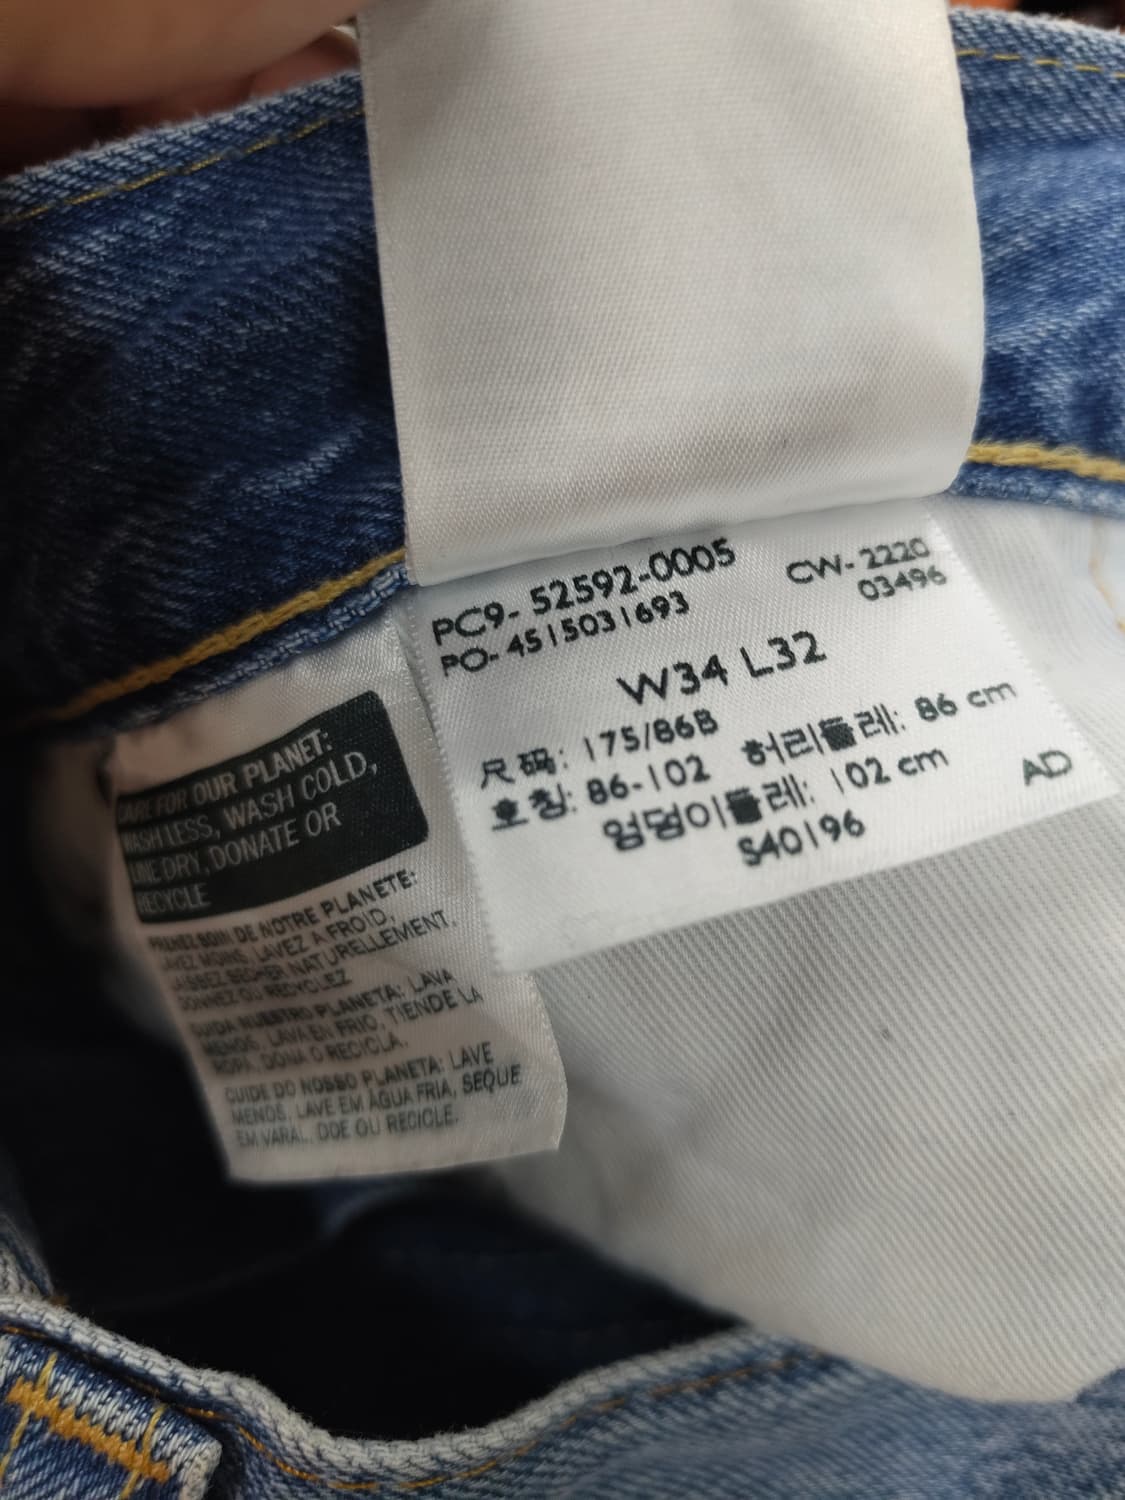 PC9- 52592-0005
CW- 2220
PO- 4515031693
03496
W34 L32
尺码: 175/86B
호칭: 86-102 허리둘레: 86 cm
엉덩이둘레: 102 cm
AD
S40196
CARE FOR OUR PLANET:
WASH LESS, WASH COLD,
LINE DRY, DONATE OR
RECYCLE
PRENEZ SOIN DE NOTRE PLANETE:
LAVEZ MOINS, LAVEZ A FROID,
LAISSEZ SECHER NATURELLEMENT,
DONNEZ OU RECYCLEZ
CUIDA NUESTRO PLANETA: LAVA
MENOS, LAVA EN FRIO, TIENDE LA
ROPA, DONA O RECICLA.
CUIDE DO NOSSO PLANETA: LAVE
MENOS, LAVE EM ÁGUA FRIA, SEQUE
EM VARAL, DOE OU RECICLE.